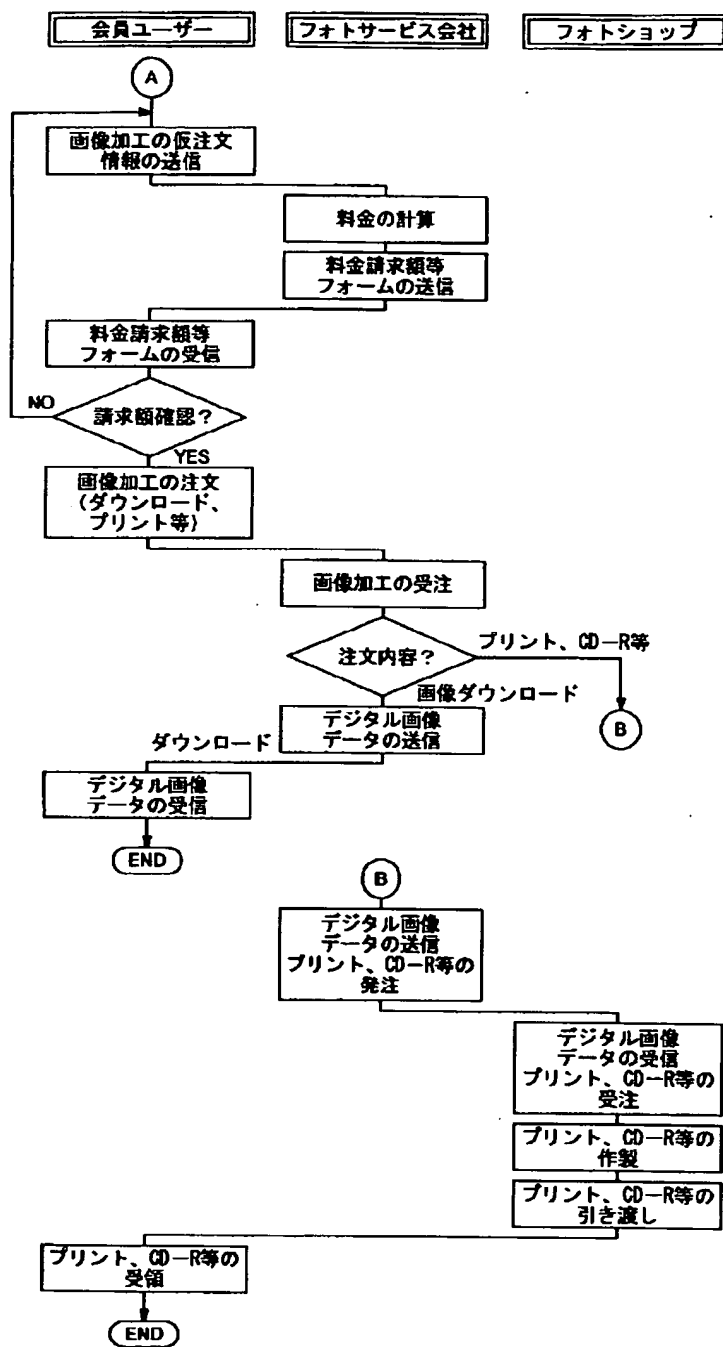 会員ユーザー
フォトサービス会社
フォトショップ
A
画像加工の仮注文
情報の送信
料金の計算
料金請求額等
フォームの送信
料金請求額等
フォームの受信
NO
請求額確認?
YES
画像加工の注文
(ダウンロード、
プリント等)
画像加工の受注
プリント、CD-R等
注文内容?
画像ダウンロード
B
デジタル画像
データの送信
ダウンロード
デジタル画像
データの受信
END
B
デジタル画像
データの送信
プリント、CD-R等の
発注
デジタル画像
データの受信
プリント、CD-R等の
受注
プリント、CD-R等の
作製
プリント、CD-R等の
引き渡し
プリント、CD-R等の
受領
END